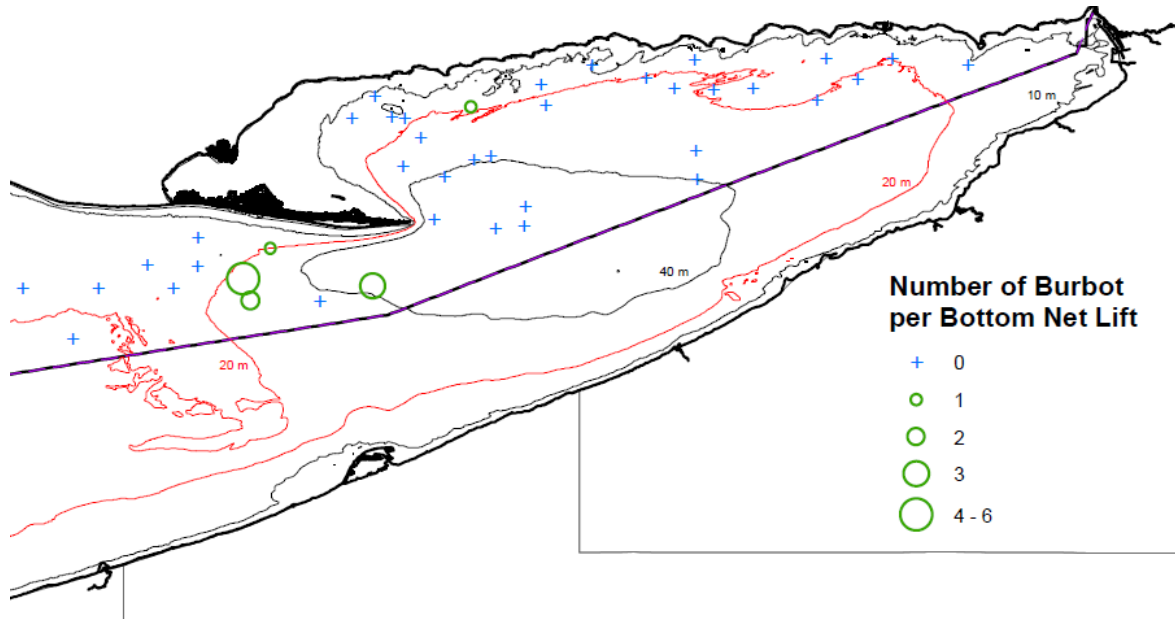 10 m
20 m
40 m
20 m
Number of Burbot
per Bottom Net Lift
0
1
2
3
4 - 6